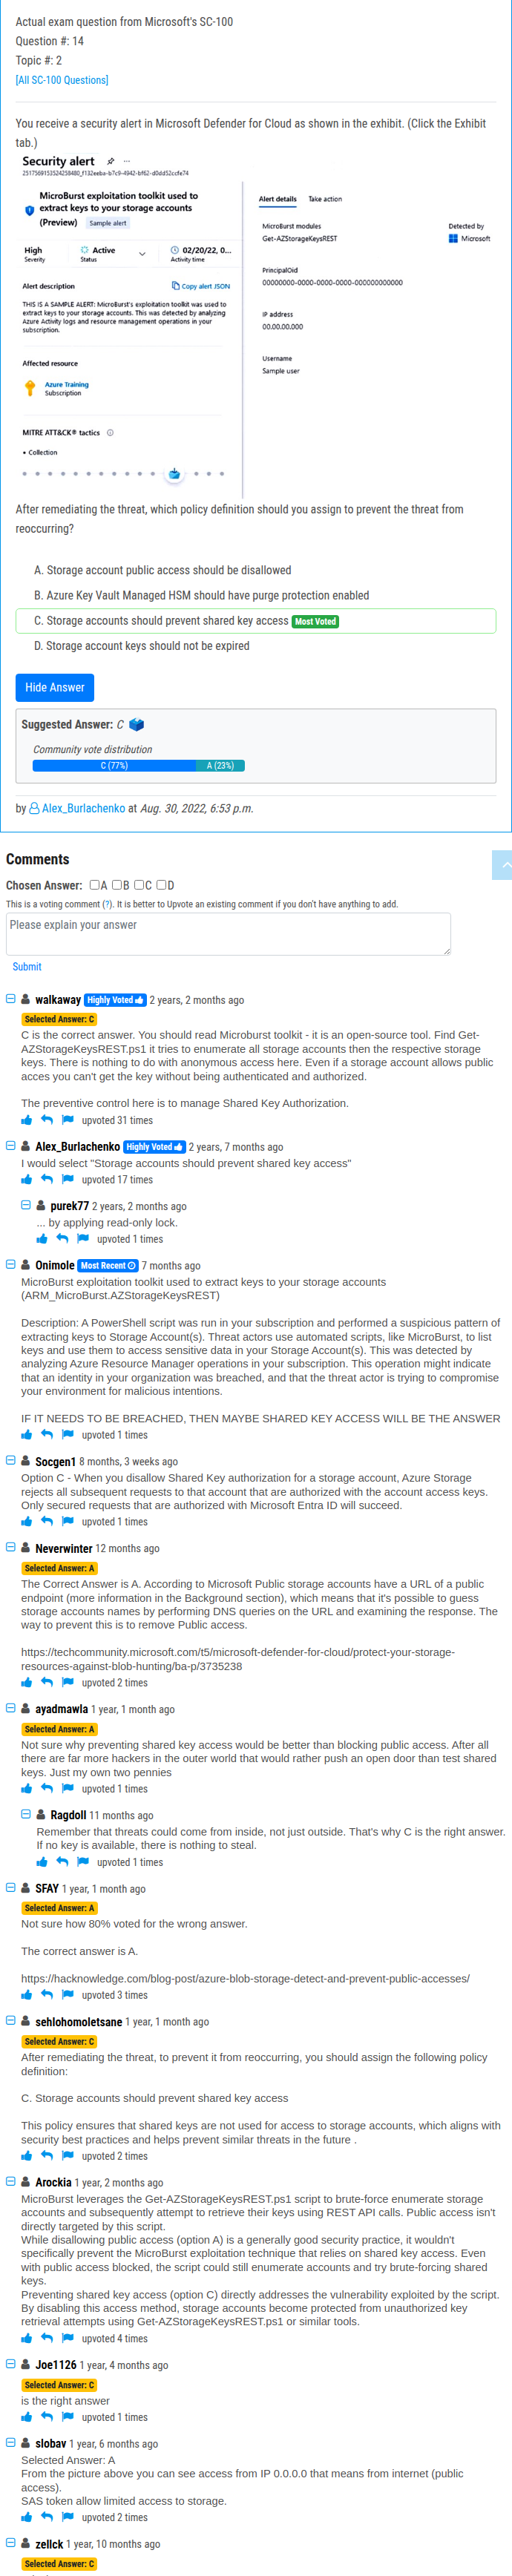 Actual exam question from Microsoft's SC-100
Question #: 14
Topic #: 2
[All SC-100 Questions]
You receive a security alert in Microsoft Defender for Cloud as shown in the exhibit. (Click the Exhibit
tab.)
Security alert
2517569153524258480_f132eeba-b7c9-4942-bf62-d0dd52ccfe74
MicroBurst exploitation toolkit used to
extract keys to your storage accounts
(Preview) Sample alert
High
Severity
Active
Status
02/20/22, 0...
Activity time
Alert description
Copy alert JSON
THIS IS A SAMPLE ALERT: MicroBurst's exploitation toolkit was used to
extract keys to your storage accounts. This was detected by analyzing
Azure Activity logs and resource management operations in your
subscription.
Affected resource
Azure Training
Subscription
MITRE ATT&CK® tactics
• Collection
Alert details Take action
MicroBurst modules
Get-AZStorageKeysREST
Detected by
Microsoft
PrincipalOid
00000000-0000-0000-0000-000000000000
IP address
00.00.00.000
Username
Sample user
After remediating the threat, which policy definition should you assign to prevent the threat from
reoccurring?
A. Storage account public access should be disallowed
B. Azure Key Vault Managed HSM should have purge protection enabled
C. Storage accounts should prevent shared key access Most Voted
D. Storage account keys should not be expired
Hide Answer
Suggested Answer: C
Community vote distribution
C (77%) A (23%)
by Alex_Burlachenko at Aug. 30, 2022, 6:53 p.m.
Comments
Chosen Answer: A B C D
This is a voting comment (?). It is better to Upvote an existing comment if you don't have anything to add.
Please explain your answer
Submit
walkaway Highly Voted 2 years, 2 months ago
Selected Answer: C
C is the correct answer. You should read Microburst toolkit - it is an open-source tool. Find Get-
AZStorageKeysREST.ps1 it tries to enumerate all storage accounts then the respective storage
keys. There is nothing to do with anonymous access here. Even if a storage account allows public
acces you can't get the key without being authenticated and authorized.
The preventive control here is to manage Shared Key Authorization.
upvoted 31 times
Alex_Burlachenko Highly Voted 2 years, 7 months ago
I would select "Storage accounts should prevent shared key access"
upvoted 17 times
purek77 2 years, 2 months ago
... by applying read-only lock.
upvoted 1 times
Onimole Most Recent 7 months ago
MicroBurst exploitation toolkit used to extract keys to your storage accounts
(ARM_MicroBurst.AZStorageKeysREST)
Description: A PowerShell script was run in your subscription and performed a suspicious pattern of
extracting keys to Storage Account(s). Threat actors use automated scripts, like MicroBurst, to list
keys and use them to access sensitive data in your Storage Account(s). This was detected by
analyzing Azure Resource Manager operations in your subscription. This operation might indicate
that an identity in your organization was breached, and that the threat actor is trying to compromise
your environment for malicious intentions.
IF IT NEEDS TO BE BREACHED, THEN MAYBE SHARED KEY ACCESS WILL BE THE ANSWER
upvoted 1 times
Socgen1 8 months, 3 weeks ago
Option C - When you disallow Shared Key authorization for a storage account, Azure Storage
rejects all subsequent requests to that account that are authorized with the account access keys.
Only secured requests that are authorized with Microsoft Entra ID will succeed.
upvoted 1 times
Neverwinter 12 months ago
Selected Answer: A
The Correct Answer is A. According to Microsoft Public storage accounts have a URL of a public
endpoint (more information in the Background section), which means that it's possible to guess
storage accounts names by performing DNS queries on the URL and examining the response. The
way to prevent this is to remove Public access.
https://techcommunity.microsoft.com/t5/microsoft-defender-for-cloud/protect-your-storage-
resources-against-blob-hunting/ba-p/3735238
upvoted 2 times
ayadmawla 1 year, 1 month ago
Selected Answer: A
Not sure why preventing shared key access would be better than blocking public access. After all
there are far more hackers in the outer world that would rather push an open door than test shared
keys. Just my own two pennies
upvoted 1 times
Ragdoll 11 months ago
Remember that threats could come from inside, not just outside. That's why C is the right answer.
If no key is available, there is nothing to steal.
upvoted 1 times
SFAY 1 year, 1 month ago
Selected Answer: A
Not sure how 80% voted for the wrong answer.
The correct answer is A.
https://hacknowledge.com/blog-post/azure-blob-storage-detect-and-prevent-public-accesses/
upvoted 3 times
sehlohomoletsane 1 year, 1 month ago
Selected Answer: C
After remediating the threat, to prevent it from reoccurring, you should assign the following policy
definition:
C. Storage accounts should prevent shared key access
This policy ensures that shared keys are not used for access to storage accounts, which aligns with
security best practices and helps prevent similar threats in the future .
upvoted 2 times
Arockia 1 year, 2 months ago
MicroBurst leverages the Get-AZStorageKeysREST.ps1 script to brute-force enumerate storage
accounts and subsequently attempt to retrieve their keys using REST API calls. Public access isn't
directly targeted by this script.
While disallowing public access (option A) is a generally good security practice, it wouldn't
specifically prevent the MicroBurst exploitation technique that relies on shared key access. Even
with public access blocked, the script could still enumerate accounts and try brute-forcing shared
keys.
Preventing shared key access (option C) directly addresses the vulnerability exploited by the script.
By disabling this access method, storage accounts become protected from unauthorized key
retrieval attempts using Get-AZStorageKeysREST.ps1 or similar tools.
upvoted 4 times
Joe1126 1 year, 4 months ago
Selected Answer: C
is the right answer
upvoted 1 times
slobav 1 year, 6 months ago
Selected Answer: A
From the picture above you can see access from IP 0.0.0.0 that means from internet (public
access).
SAS token allow limited access to storage.
upvoted 2 times
zellck 1 year, 10 months ago
Selected Answer: C